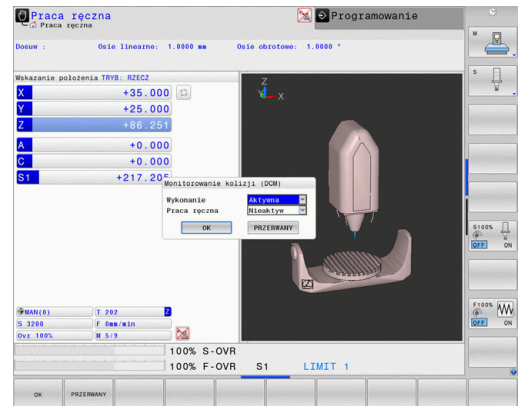 Praca ręczna
Praca ręczna
Programowanie
Dosuw : Osie linearne: 1.0000 mm Osie obrotowe: 1.0000 °
Wskazanie położenia TRYB: RZECZ
X +35.000
Y +25.000
Z +86.251
A +0.000
C +0.000
S1 +217.205
Z
Y
X
Monitorowanie kolizji (DCM)
Wykonanie Aktywna
Praca ręczna Nieaktyw
OK PRZERWANY
MAN(0) T 202 Z
S 3200 F 0mm/min
Ovr 100% M 5/9
100% S-OVR
100% F-OVR S1 LIMIT 1
OK PRZERWANY
M
S
S100%
OFF ON
F100%
OFF ON